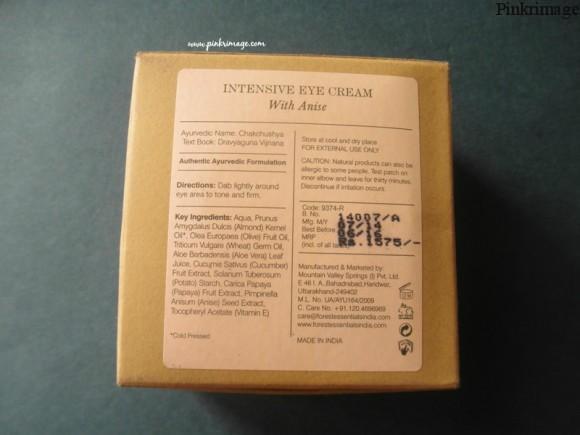 Pinkrimage
www.pinkrimage.com
INTENSIVE EYE CREAM
With Anise
Ayurvedic Name: Chakchushya
Text Book: Dravyaguna Vijnana
Authentic Ayurvedic Formulation
Directions: Dab lightly around
eye area to tone and firm.
Key Ingredients: Aqua, Prunus
Amygdalus Dulcis (Almond) Kernel
Oil*, Olea Europaea (Olive) Fruit Oil,
Triticum Vulgare (Wheat) Germ Oil,
Aloe Barbadensis (Aloe Vera) Leaf
Juice, Cucumis Sativus (Cucumber)
Fruit Extract, Solanum Tuberosum
(Potato) Starch, Carica Papaya
(Papaya) Fruit Extract, Pimpinella
Anisum (Anise) Seed Extract,
Tocopheryl Acetate (Vitamin E)
*Cold Pressed
Store at cool and dry place
FOR EXTERNAL USE ONLY
CAUTION: Natural products can also be
allergic to some people. Test patch on
inner elbow and leave for thirty minutes.
Discontinue if irritation occurs
Code: 9374-R
B. No. 14007/A
Mfg. M/Y 07/14
Best Before 06/16
MRP Rs.1575/-
(incl. of all
Manufactured & Marketed by:
Mountain Valley Springs (I) Pvt. Ltd.
E 46 I. A., Bahadrabad, Haridwar,
Uttarakhand-249402
M.L. No. UA/AYU164/2009
C. Care No. +91.120.4696969
care@forestessentialsindia.com
www.forestessentialsindia.com
MADE IN INDIA